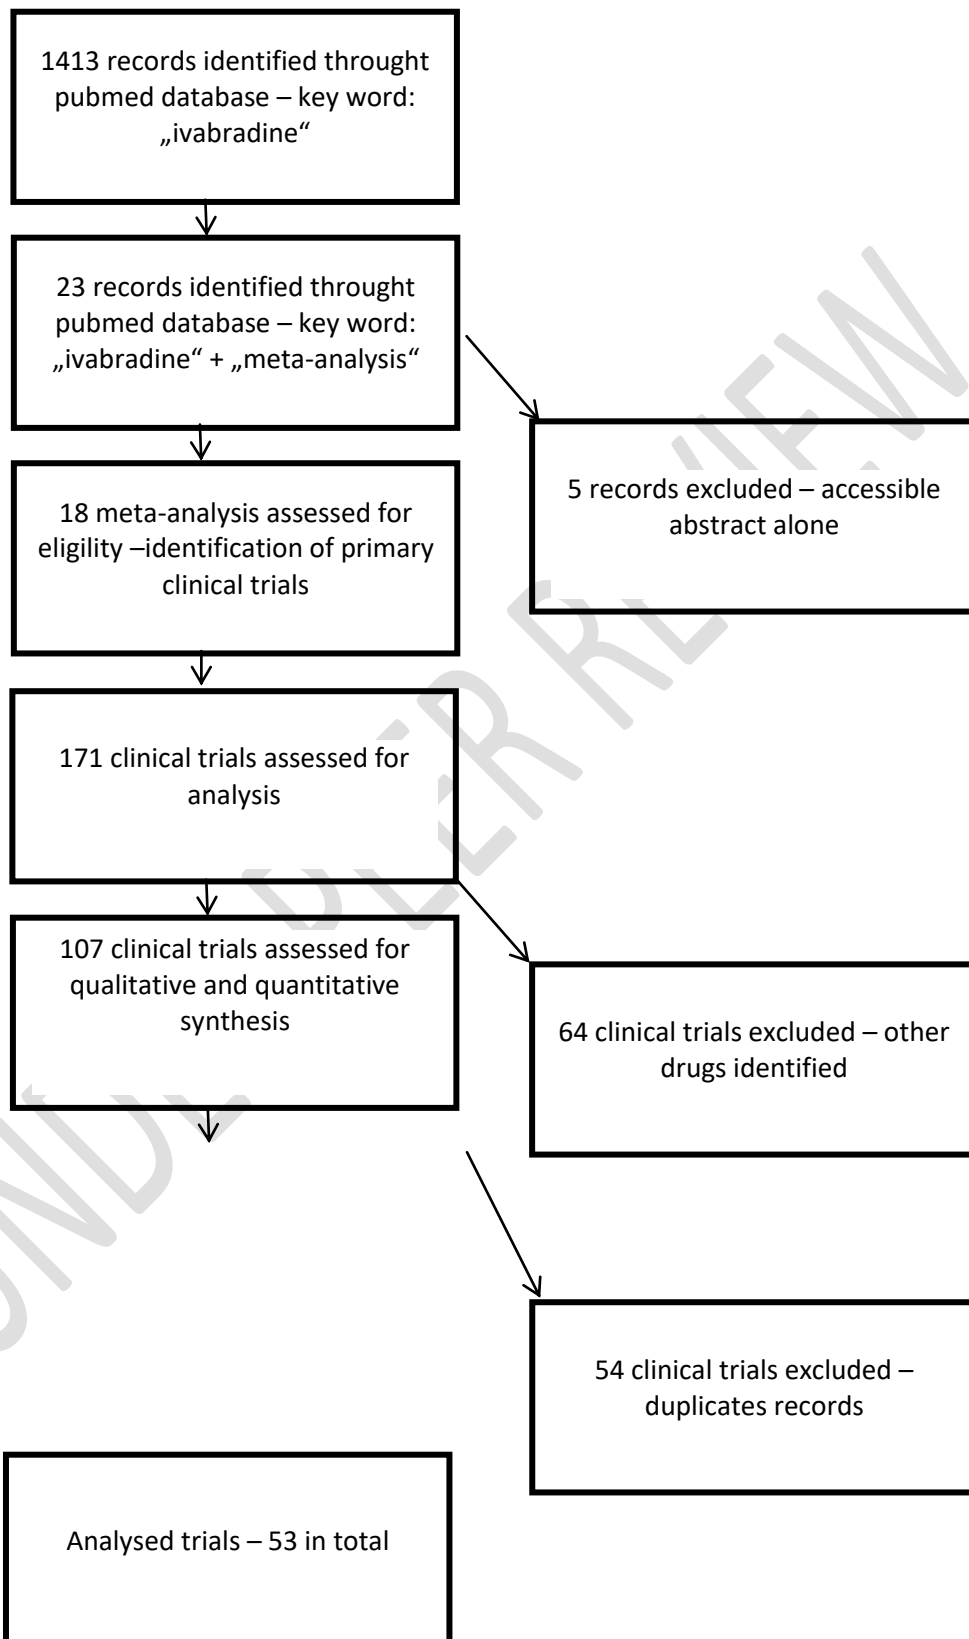 1413 records identified throught
pubmed database – key word:
„ivabradine“
23 records identified throught
pubmed database – key word:
„ivabradine“ + „meta-analysis“
5 records excluded – accessible
abstract alone
18 meta-analysis assessed for
eligility –identification of primary
clinical trials
171 clinical trials assessed for
analysis
107 clinical trials assessed for
qualitative and quantitative
synthesis
64 clinical trials excluded – other
drugs identified
54 clinical trials excluded –
duplicates records
Analysed trials – 53 in total
UNDER PEER REVIEW